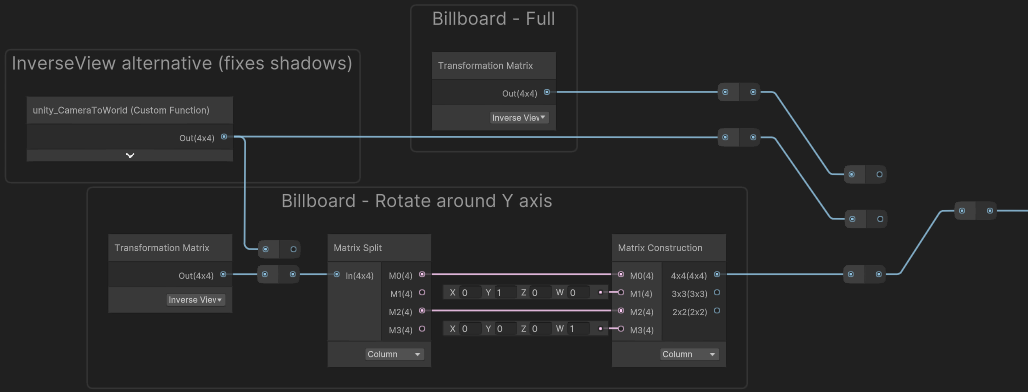 Billboard - Full
Transformation Matrix
Out(4x4)
Inverse View
InverseView alternative (fixes shadows)
unity_CameraToWorld (Custom Function)
Out(4x4)
Billboard - Rotate around Y axis
Transformation Matrix
Out(4x4)
Inverse View
Matrix Split
In(4x4)
M0(4)
M1(4)
M2(4)
M3(4)
Column
X 0 Y 1 Z 0 W 0
X 0 Y 0 Z 0 W 1
Matrix Construction
M0(4) 4x4(4x4)
M1(4) 3x3(3x3)
M2(4) 2x2(2x2)
M3(4)
Column